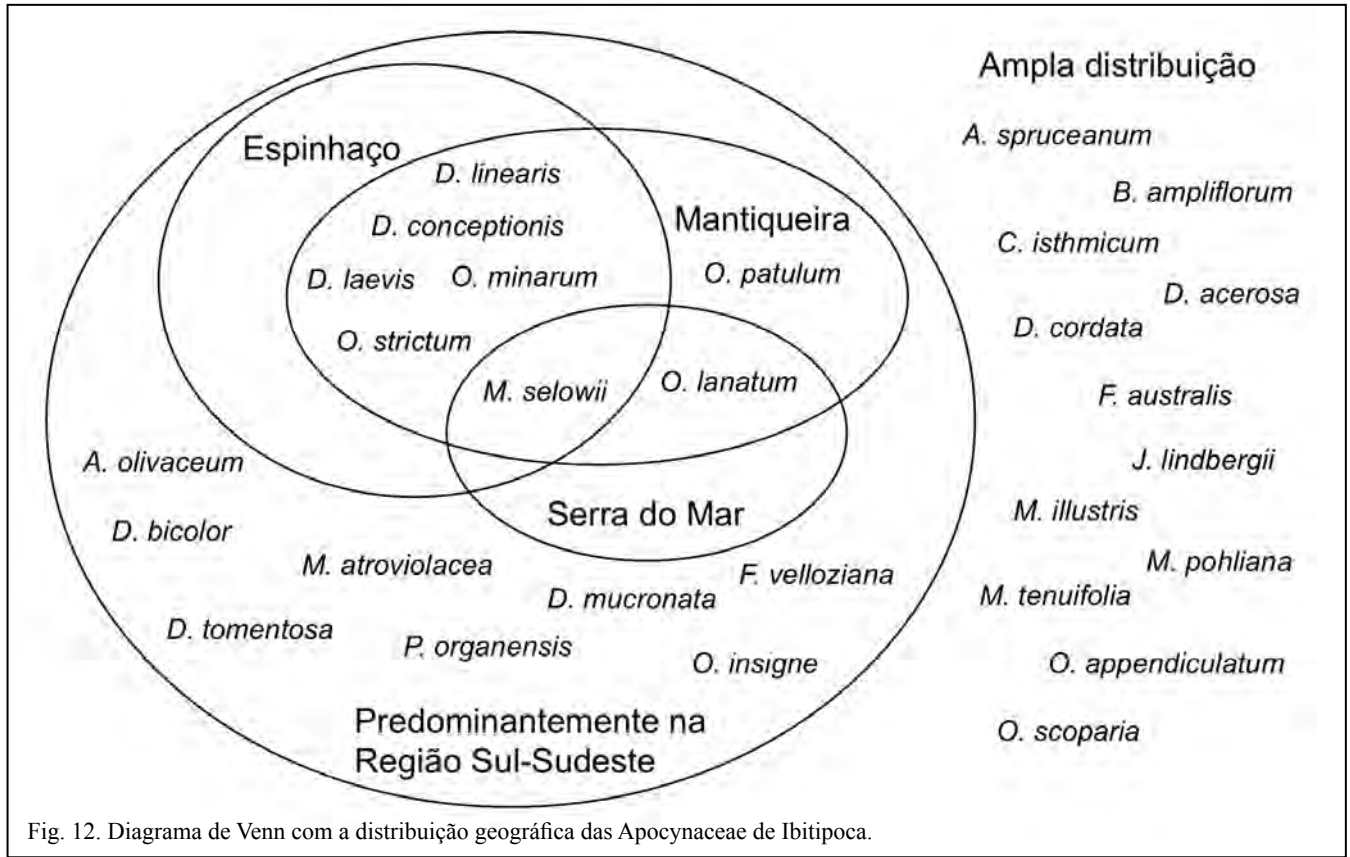 Ampla distribuição
A. spruceanum
Espinhaço
D. linearis
B. ampliflorum
D. conceptionis
Mantiqueira
C. isthmicum
D. laevis
O. minarum
O. patulum
D. acerosa
D. cordata
O. strictum
M. selowii
O. lanatum
F. australis
A. olivaceum
J. lindbergii
Serra do Mar
M. illustris
D. bicolor
M. atroviolacea
F. velloziana
M. pohliana
D. mucronata
M. tenuifolia
D. tomentosa
P. organensis
O. insigne
O. appendiculatum
Predominantemente na
Região Sul-Sudeste
O. scoparia
Fig. 12. Diagrama de Venn com a distribuição geográfica das Apocynaceae de Ibitipoca.